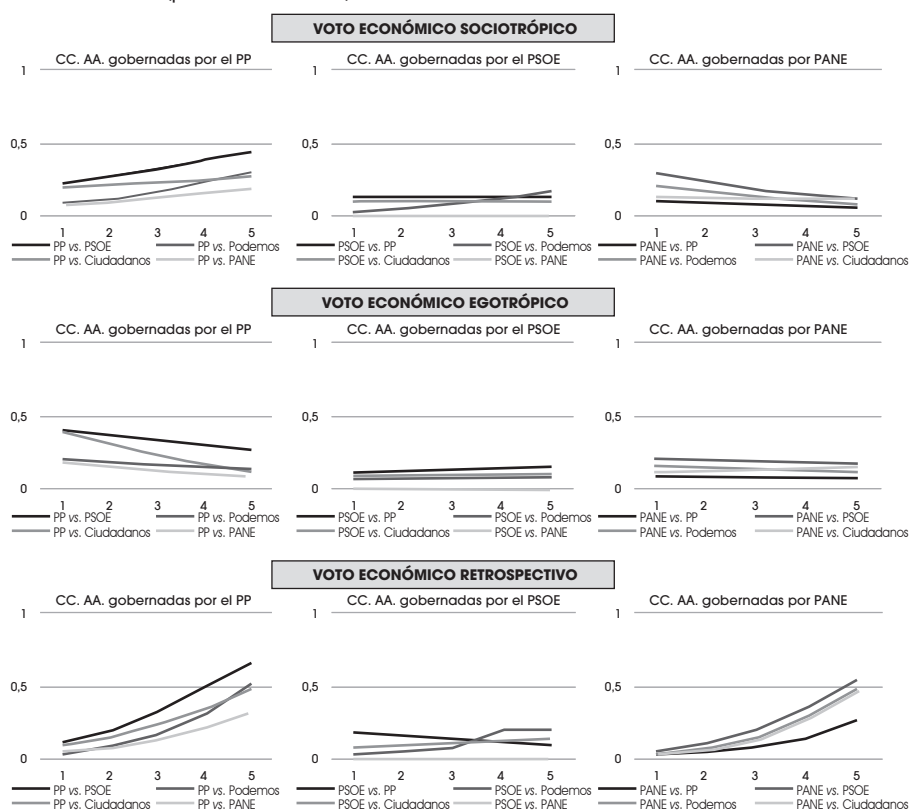 VOTO ECONÓMICO SOCIOTRÓPICO
CC. AA. gobernadas por el PP
1
0,5
0
1 2 3 4 5
PP vs. PSOE PP vs. Podemos
PP vs. Ciudadanos PP vs. PANE
CC. AA. gobernadas por el PSOE
1
0,5
0
1 2 3 4 5
PSOE vs. PP PSOE vs. Podemos
PSOE vs. Ciudadanos PSOE vs. PANE
CC. AA. gobernadas por PANE
1
0,5
0
1 2 3 4 5
PANE vs. PP PANE vs. PSOE
PANE vs. Podemos PANE vs. Ciudadanos
VOTO ECONÓMICO EGOTRÓPICO
CC. AA. gobernadas por el PP
1
0,5
0
1 2 3 4 5
PP vs. PSOE PP vs. Podemos
PP vs. Ciudadanos PP vs. PANE
CC. AA. gobernadas por el PSOE
1
0,5
0
1 2 3 4 5
PSOE vs. PP PSOE vs. Podemos
PSOE vs. Ciudadanos PSOE vs. PANE
CC. AA. gobernadas por PANE
1
0,5
0
1 2 3 4 5
PANE vs. PP PANE vs. PSOE
PANE vs. Podemos PANE vs. Ciudadanos
VOTO ECONÓMICO RETROSPECTIVO
CC. AA. gobernadas por el PP
1
0,5
0
1 2 3 4 5
PP vs. PSOE PP vs. Podemos
PP vs. Ciudadanos PP vs. PANE
CC. AA. gobernadas por el PSOE
1
0,5
0
1 2 3 4 5
PSOE vs. PP PSOE vs. Podemos
PSOE vs. Ciudadanos PSOE vs. PANE
CC. AA. gobernadas por PANE
1
0,5
0
1 2 3 4 5
PANE vs. PP PANE vs. PSOE
PANE vs. Podemos PANE vs. Ciudadanos